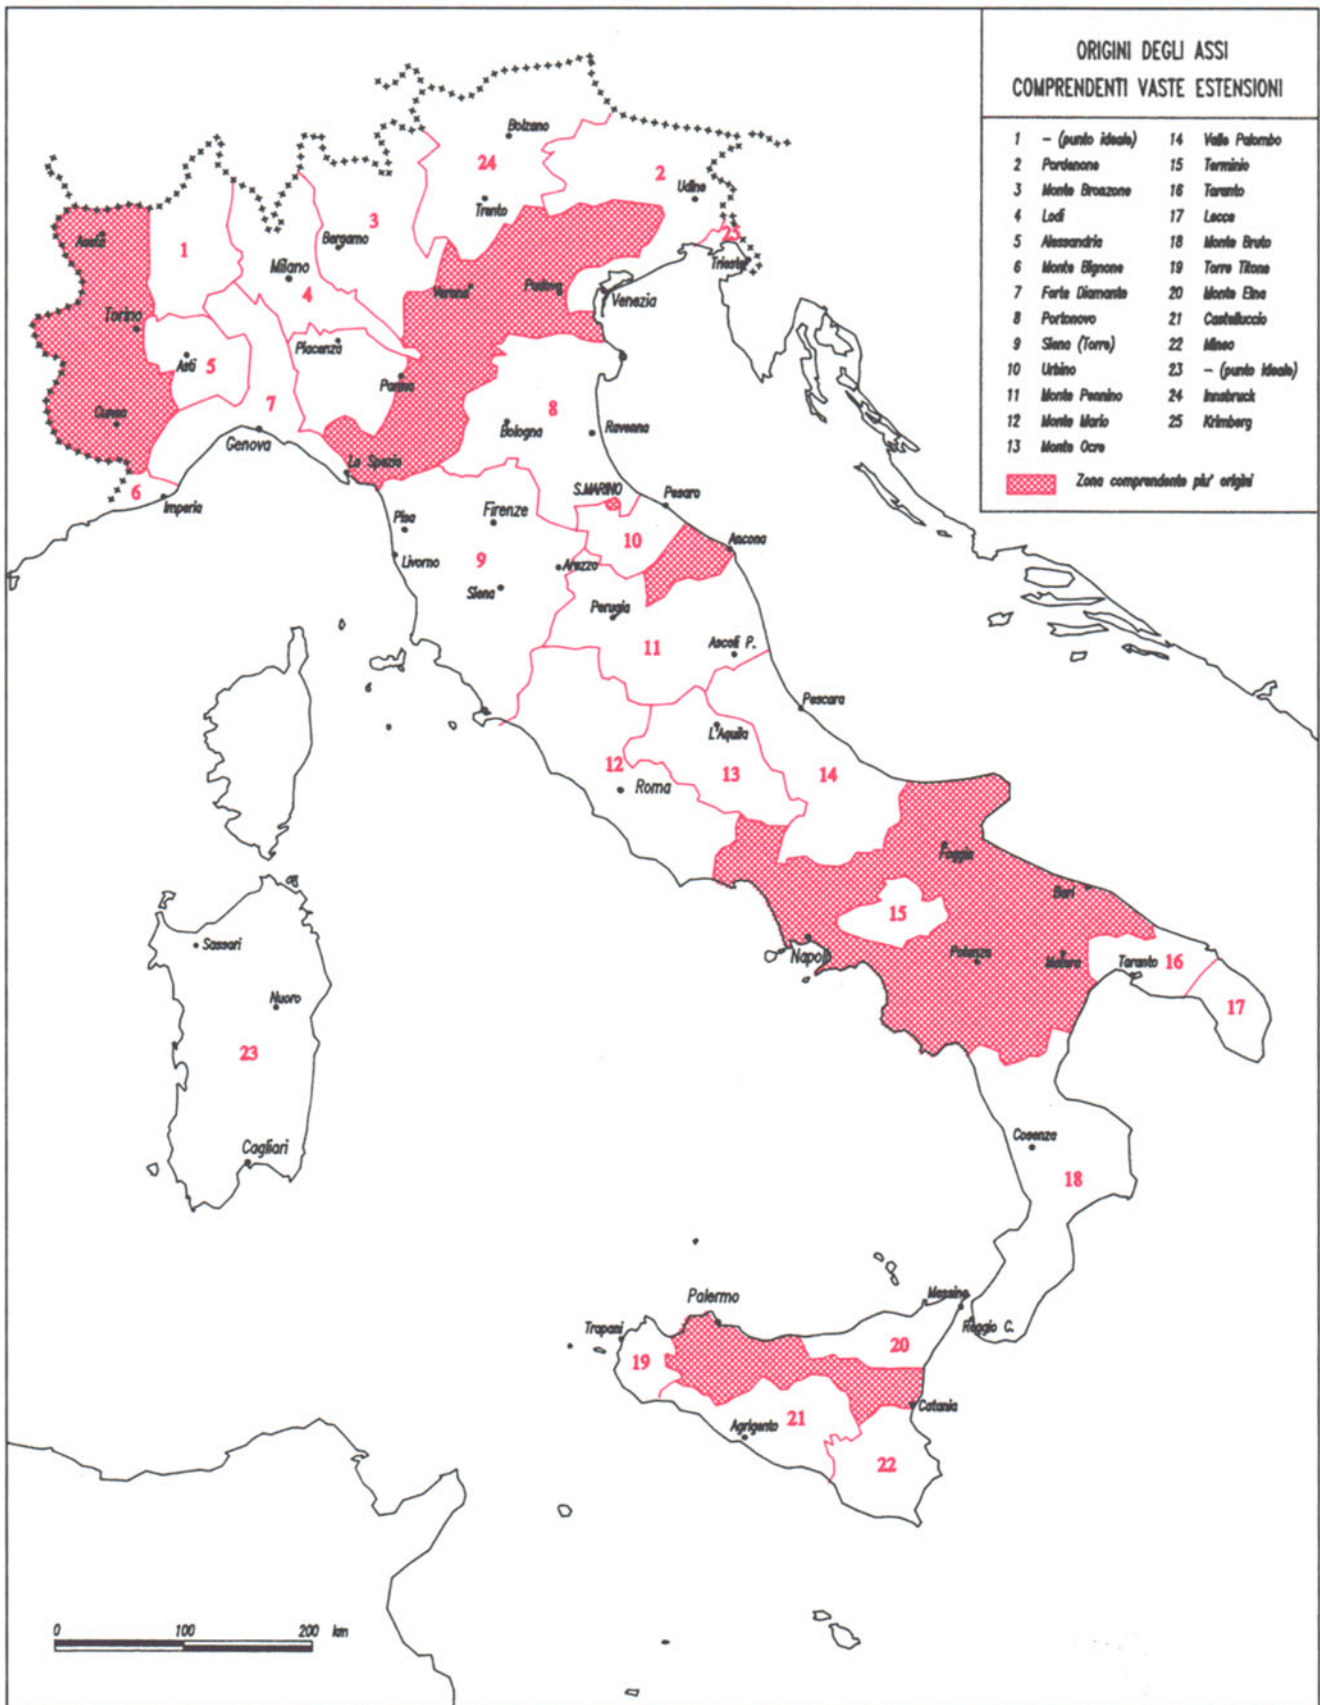 ORIGINI DEGLI ASSI
COMPRENDENTI VASTE ESTENSIONI
1 – (punto ideale)
2 Pordenone
3 Monte Bronzone
4 Lodi
5 Alessandria
6 Monte Bignone
7 Forte Diamante
8 Portonovo
9 Siena (Torre)
10 Urbino
11 Monte Pennino
12 Monte Mario
13 Monte Ocre
14 Valle Palombo
15 Terminio
16 Taranto
17 Lecce
18 Monte Bruto
19 Torre Titone
20 Monte Etna
21 Castelluccio
22 Mineo
23 – (punto ideale)
24 Innsbruck
25 Krimberg
Zona comprendente piu' origini
Bolzano
24
2
Udine
Trento
3
Bergamo
Aosta
1
25
Trieste
Milano
4
Verona
Padova
Venezia
Torino
Piacenza
Asti
5
Parma
Cuneo
7
8
Genova
Bologna
Ravenna
La Spezia
6
Imperia
S.MARINO
Pesaro
Pisa
Firenze
10
Ancona
Livorno
9
Arezzo
Siena
Perugia
11
Ascoli P.
Pescara
L'Aquila
12
13
14
Roma
Foggia
Bari
15
Sassari
Napoli
Potenza
Matera
Taranto
16
Nuoro
17
23
Cagliari
Cosenza
18
Messina
Palermo
Reggio C.
Trapani
20
19
Catania
21
Agrigento
22
0 100 200 km